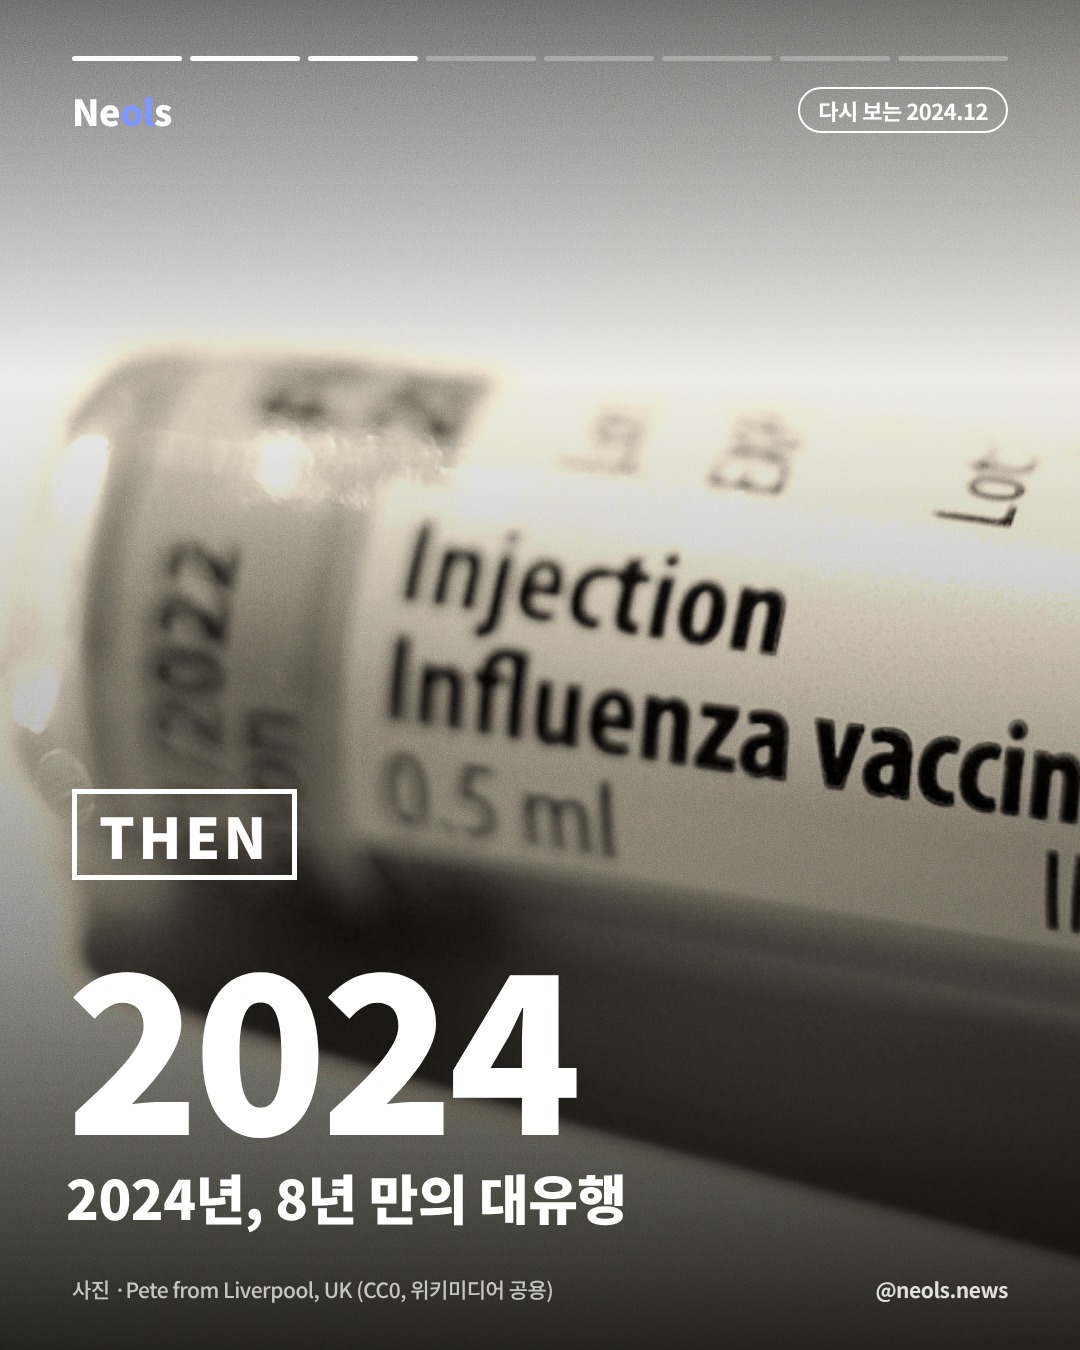 Neols
다시 보는 2024.12
Lot
Injection
Influenza vaccin
0.5 ml
/2022
THEN
2024
2024년, 8년 만의 대유행
사진 · Pete from Liverpool, UK (CC0, 위키미디어 공용)
@neols.news